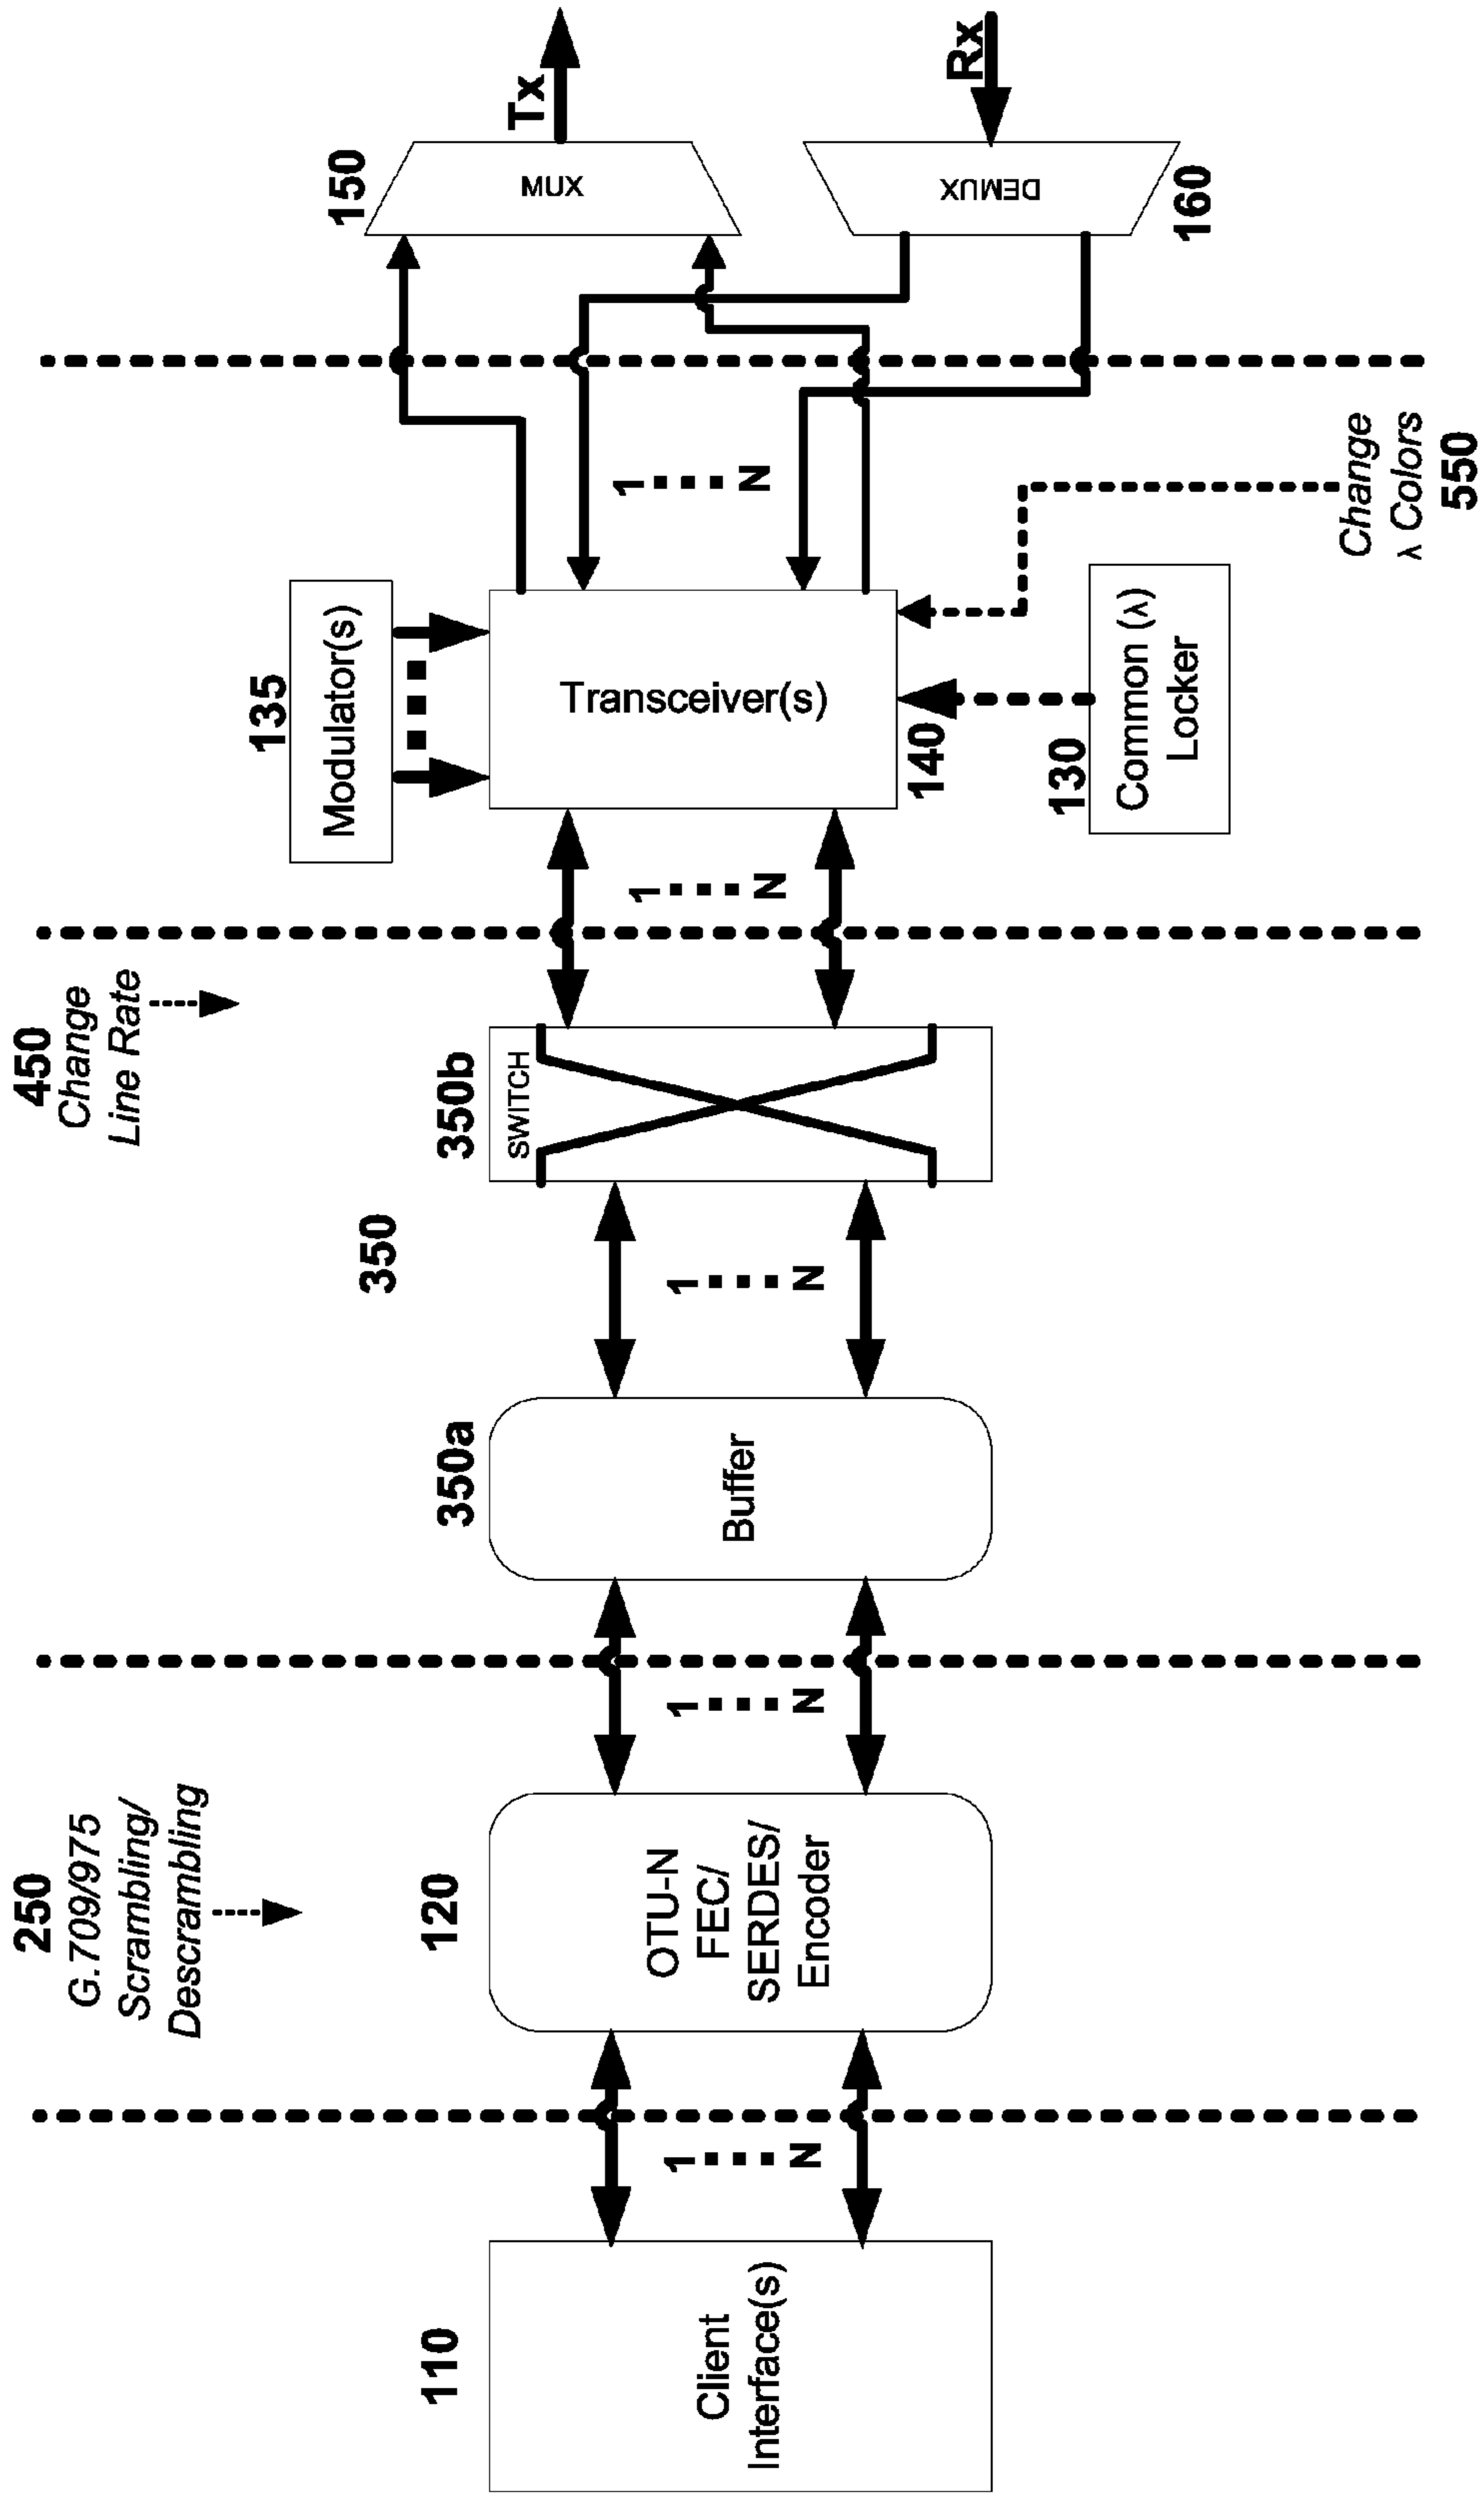 250
G.709/975
Scrambling/
Descrambling
450
Change
Line Rate
110
Client
Interface(s)
1
N
120
OTU-N
FEC/
SERDES/
Encoder
1
N
350a
Buffer
350
1
N
350b
SWITCH
1
N
135
Modulator(s)
Transceiver(s)
140
130
Common (λ)
Locker
1
N
150
MUX
Tx
Rx
DEMUX
160
Change
λ Colors
550